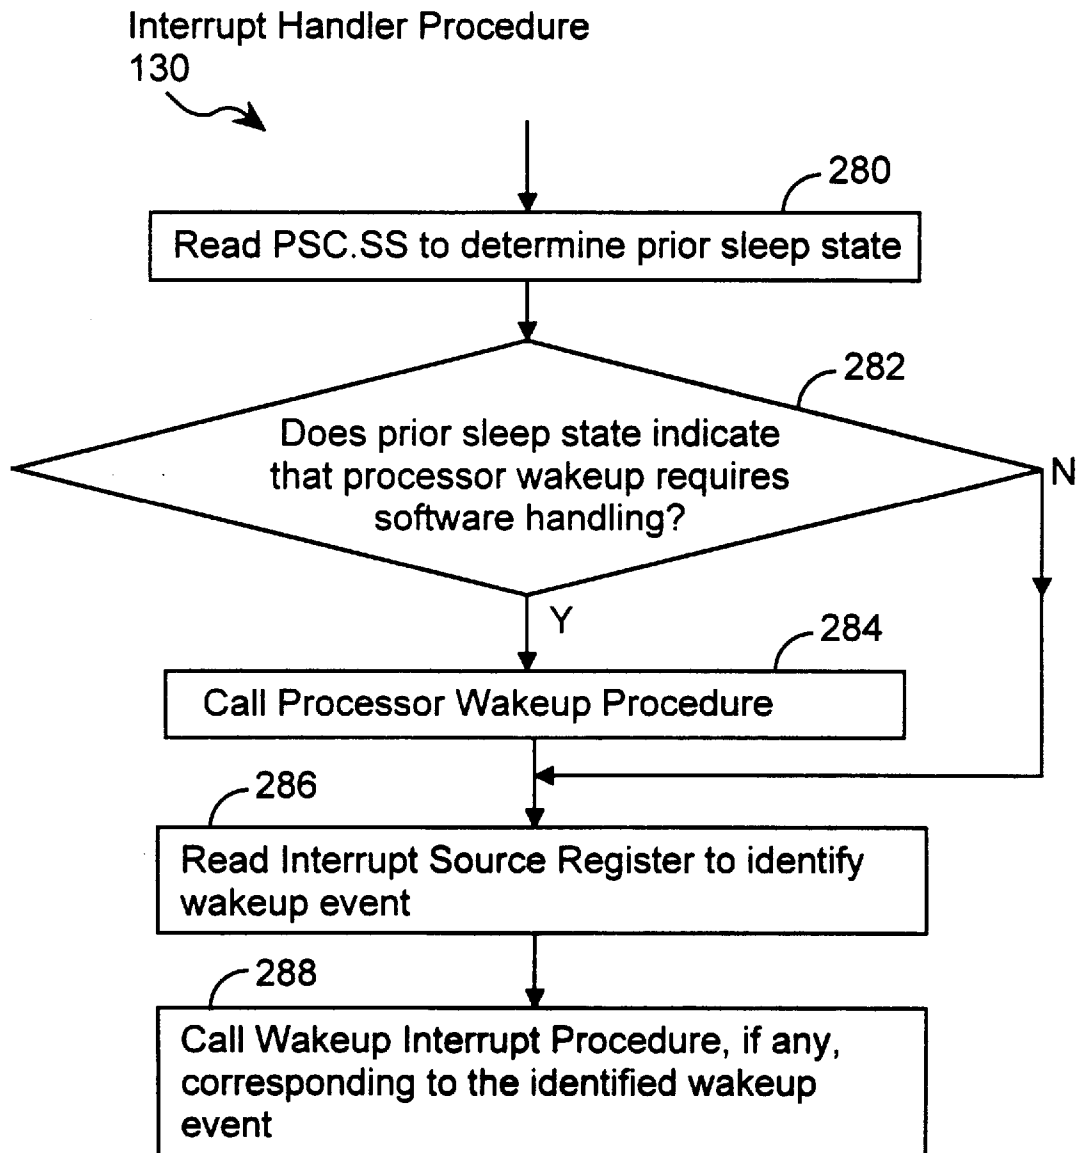 Interrupt Handler Procedure
130
280
Read PSC.SS to determine prior sleep state
282
Does prior sleep state indicate
that processor wakeup requires
software handling?
N
Y
284
Call Processor Wakeup Procedure
286
Read Interrupt Source Register to identify
wakeup event
288
Call Wakeup Interrupt Procedure, if any,
corresponding to the identified wakeup
event